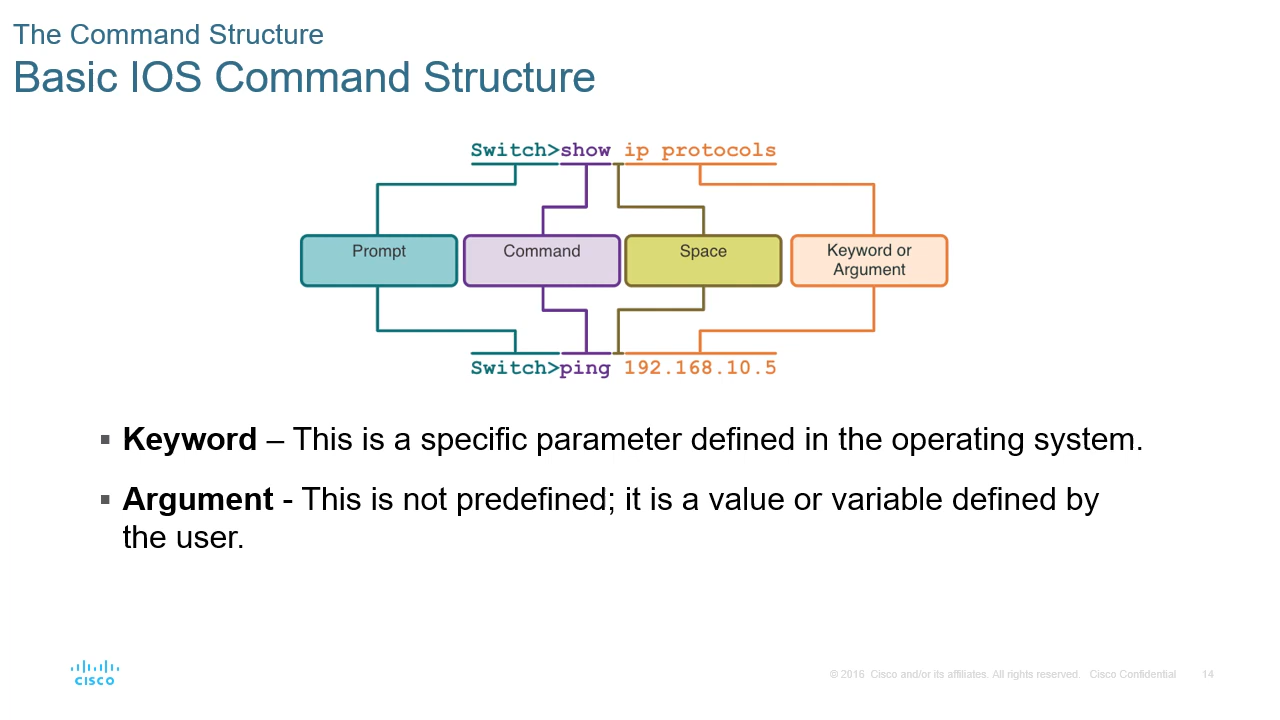 The Command Structure
Basic IOS Command Structure
Switch>show ip protocols
Prompt
Command
Space
Keyword or
Argument
Switch>ping 192.168.10.5
▪ Keyword – This is a specific parameter defined in the operating system.
▪ Argument - This is not predefined; it is a value or variable defined by
the user.
CISCO
© 2016 Cisco and/or its affiliates. All rights reserved. Cisco Confidential 14